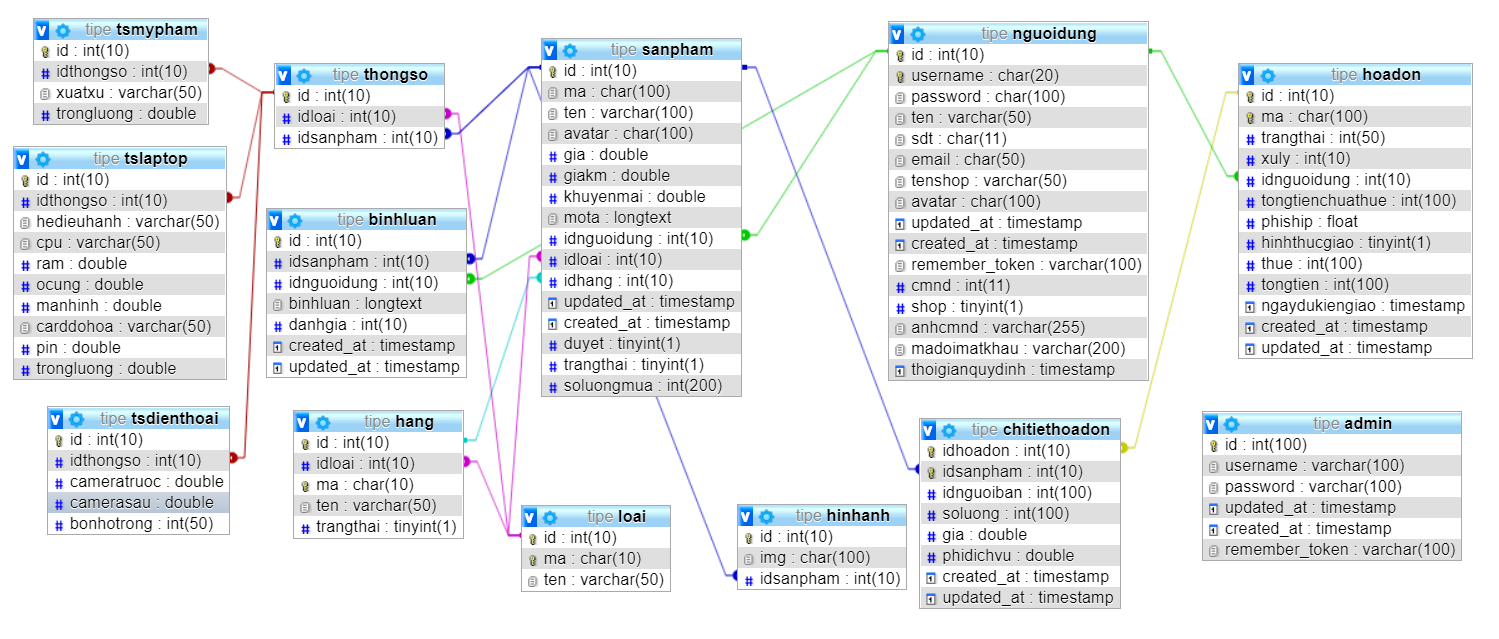 tipe tsmypham
id : int(10)
idthongso : int(10)
xuatxu : varchar(50)
trongluong : double
tipe tslaptop
id : int(10)
idthongso : int(10)
hedieuhanh : varchar(50)
cpu : varchar(50)
ram : double
ocung : double
manhinh : double
carddohoa : varchar(50)
pin : double
trongluong : double
tipe tsdienthoai
id : int(10)
idthongso : int(10)
cameratruoc : double
camerasau : double
bonhotrong : int(50)
tipe thongso
id : int(10)
idloai : int(10)
idsanpham : int(10)
tipe binhluan
id : int(10)
idsanpham : int(10)
idnguoidung : int(10)
binhluan : longtext
danhgia : int(10)
created_at : timestamp
updated_at : timestamp
tipe hang
id : int(10)
idloai : int(10)
ma : char(10)
ten : varchar(50)
trangthai : tinyint(1)
tipe sanpham
id : int(10)
ma : char(100)
ten : varchar(100)
avatar : char(100)
gia : double
giakm : double
khuyenmai : double
mota : longtext
idnguoidung : int(10)
idloai : int(10)
idhang : int(10)
updated_at : timestamp
created_at : timestamp
duyet : tinyint(1)
trangthai : tinyint(1)
soluongmua : int(200)
tipe loai
id : int(10)
ma : char(10)
ten : varchar(50)
tipe hinhanh
id : int(10)
img : char(100)
idsanpham : int(10)
tipe nguoidung
id : int(10)
username : char(20)
password : char(100)
ten : varchar(50)
sdt : char(11)
email : char(50)
tenshop : varchar(50)
avatar : char(100)
updated_at : timestamp
created_at : timestamp
remember_token : varchar(100)
cmnd : int(11)
shop : tinyint(1)
anhcmnd : varchar(255)
madoimatkhau : varchar(200)
thoigianquydinh : timestamp
tipe chitiethoadon
idhoadon : int(10)
idsanpham : int(10)
idnguoiban : int(100)
soluong : int(100)
gia : double
phidichvu : double
created_at : timestamp
updated_at : timestamp
tipe hoadon
id : int(10)
ma : char(100)
trangthai : int(50)
xuly : int(10)
idnguoidung : int(10)
tongtienchuathue : int(100)
phiship : float
hinhthucgiao : tinyint(1)
thue : int(100)
tongtien : int(100)
ngaydukiengiao : timestamp
created_at : timestamp
updated_at : timestamp
tipe admin
id : int(100)
username : varchar(100)
password : varchar(100)
updated_at : timestamp
created_at : timestamp
remember_token : varchar(100)